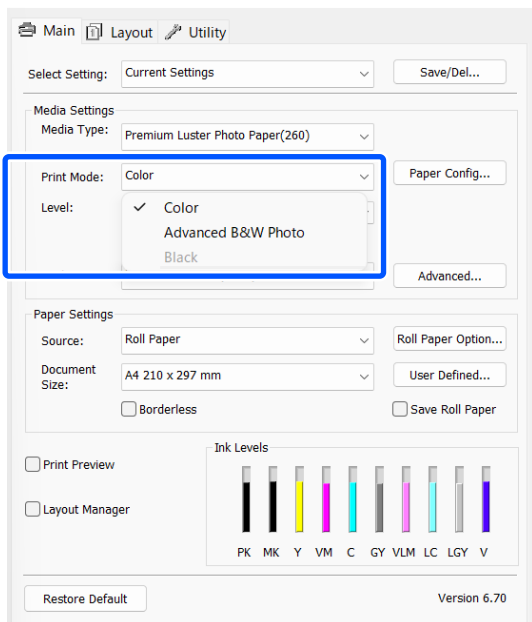 Main Layout Utility
Select Setting: Current Settings Save/Del...
Media Settings
Media Type: Premium Luster Photo Paper(260)
Print Mode: Color Paper Config...
Level:
Color
Advanced B&W Photo
Black
Advanced...
Paper Settings
Source: Roll Paper Roll Paper Option...
Document
Size: A4 210 x 297 mm User Defined...
Borderless Save Roll Paper
Ink Levels
Print Preview
Layout Manager
PK MK Y VM C GY VLM LC LGY V
Restore Default Version 6.70